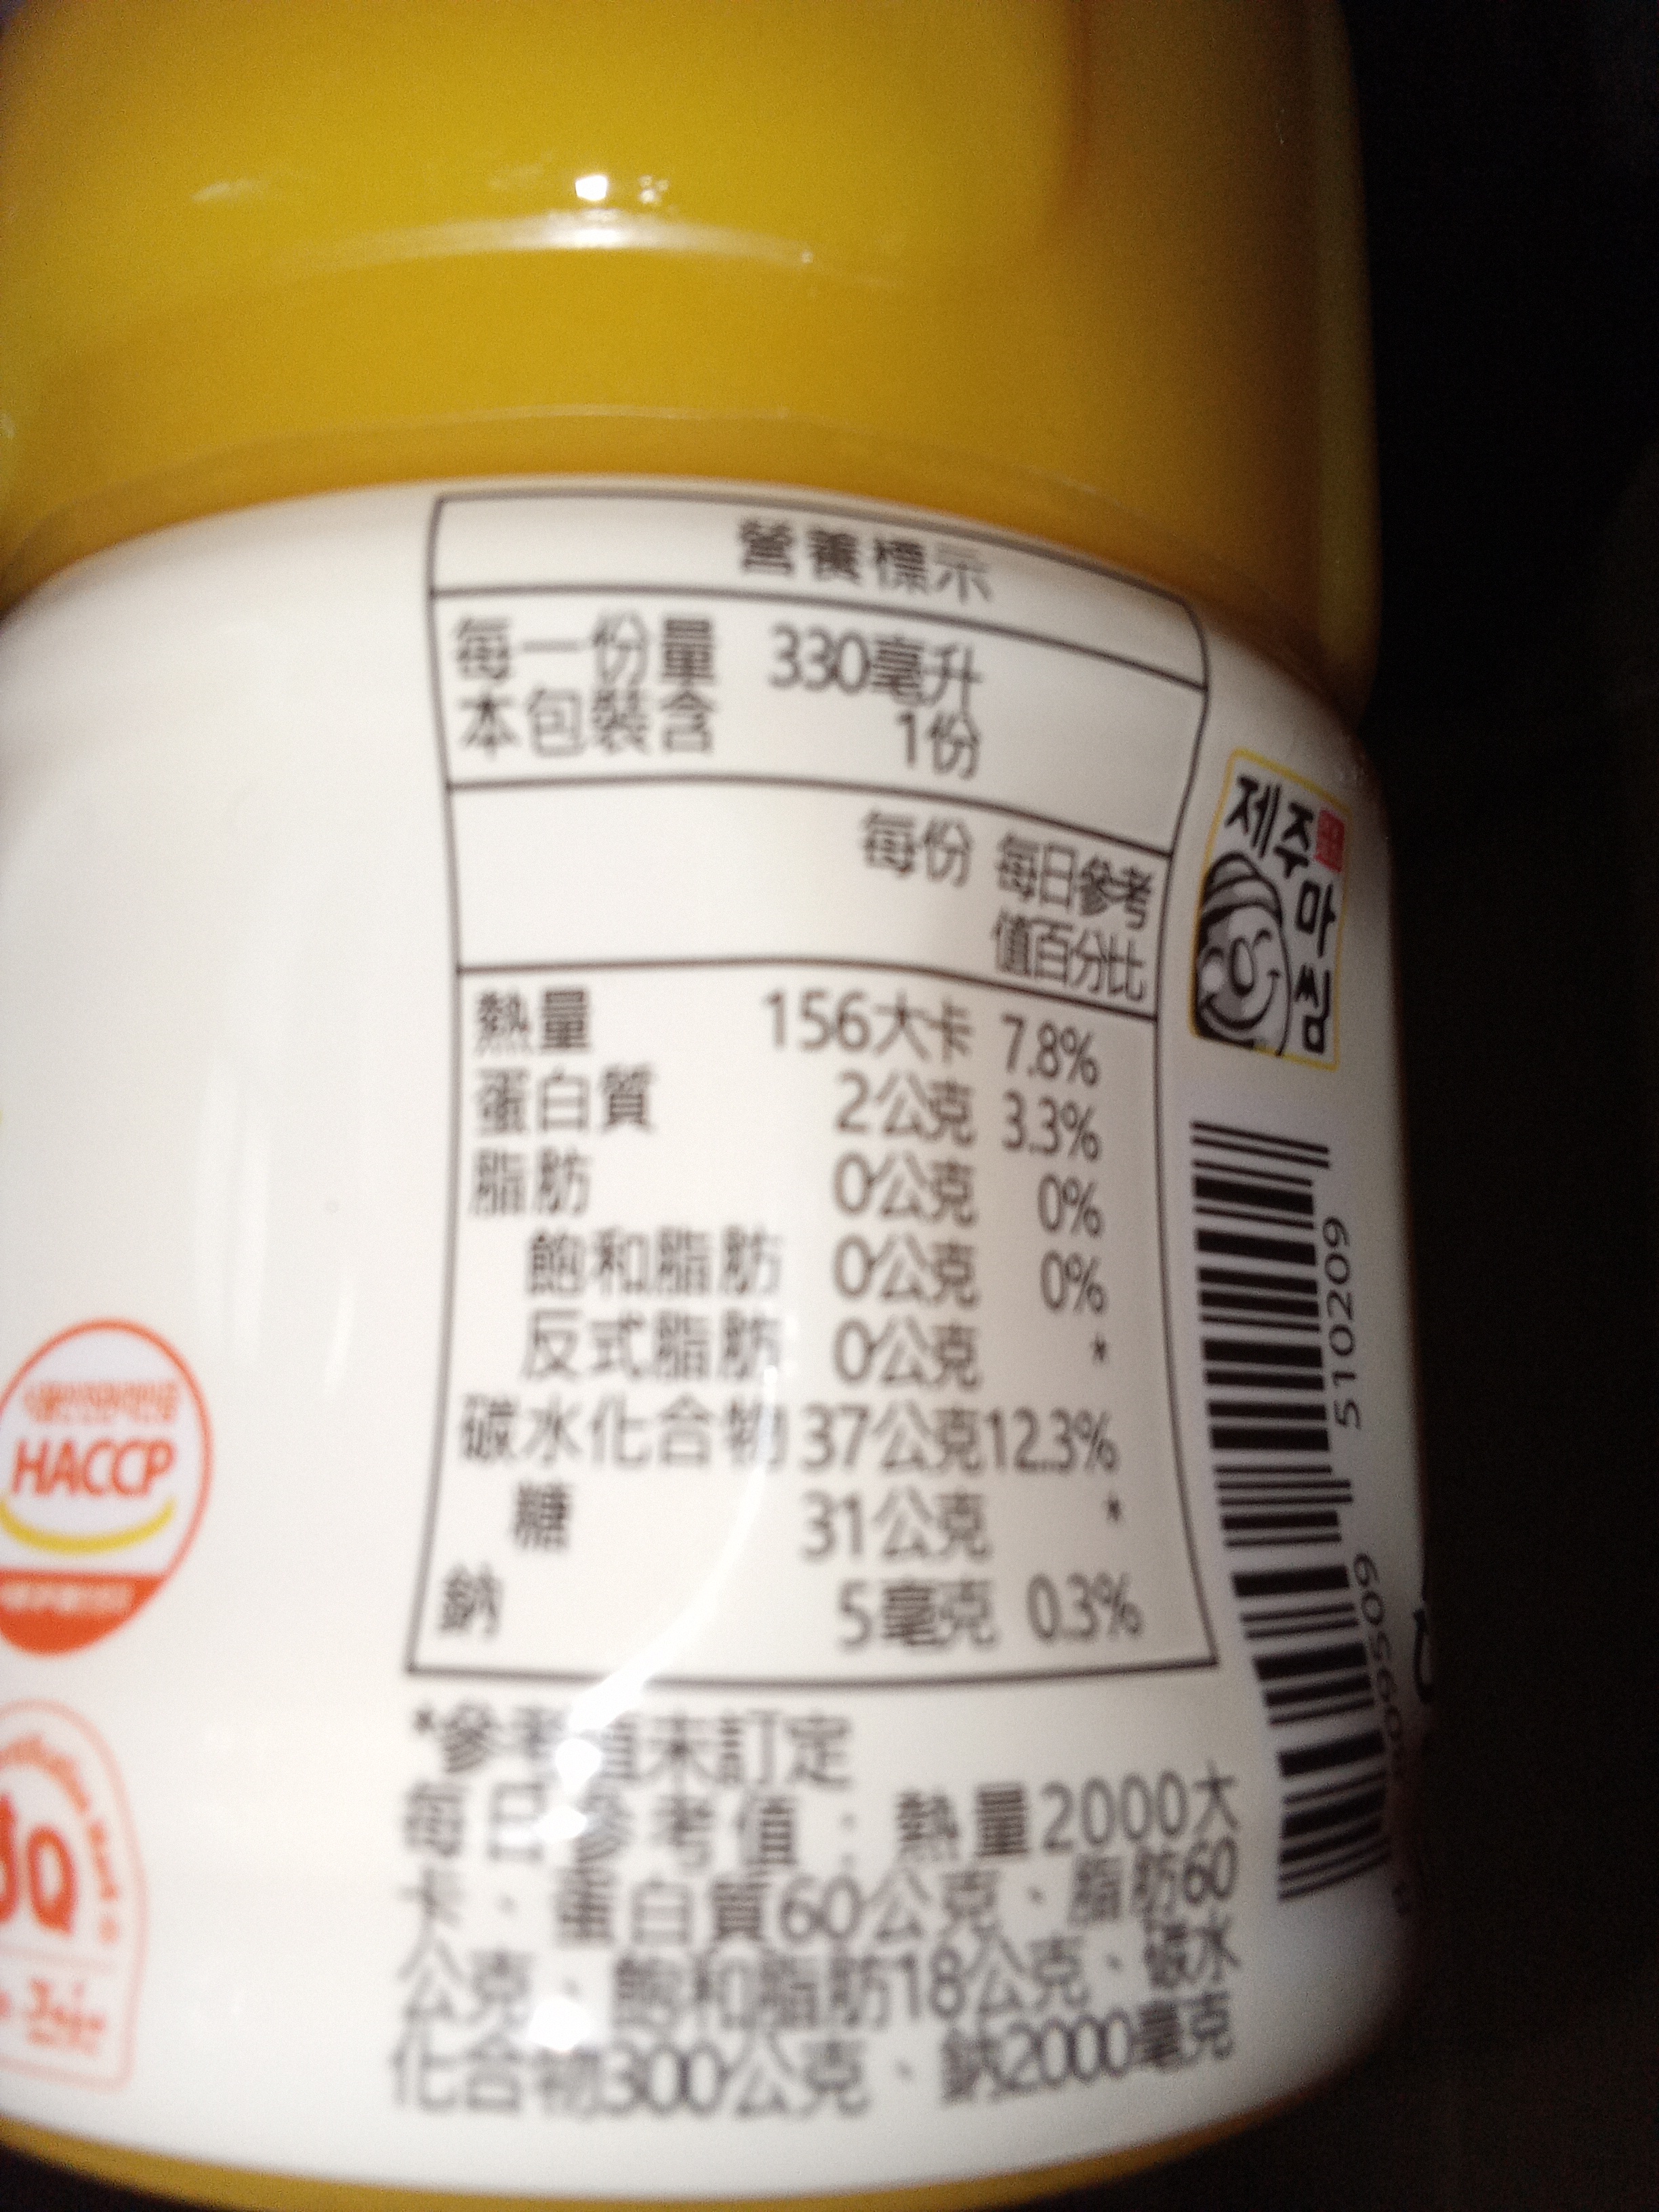 營養標示
每一份量 330毫升
本包裝含 1份
每份 每日參考
值百分比
熱量 156大卡 7.8%
蛋白質 2公克 3.3%
脂肪 0公克 0%
飽和脂肪 0公克 0%
反式脂肪 0公克 *
碳水化合物 37公克 12.3%
糖 31公克 *
鈉 5毫克 0.3%
*參考值未訂定
每日參考值：熱量2000大
卡、蛋白質60公克、脂肪60
公克、飽和脂肪18公克、碳水
化合物300公克、鈉2000毫克
제주
마
씸
510209
HACCP